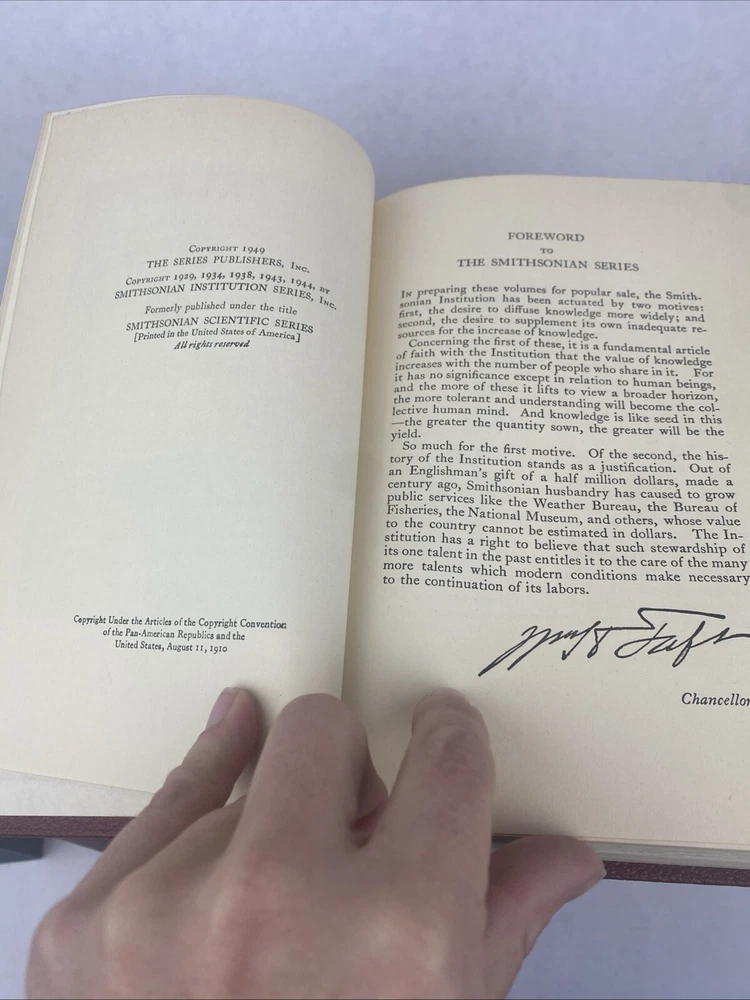 COPYRIGHT 1949
THE SERIES PUBLISHERS, INC.
COPYRIGHT 1929, 1934, 1938, 1943, 1944, BY
SMITHSONIAN INSTITUTION SERIES, INC.
Formerly published under the title
SMITHSONIAN SCIENTIFIC SERIES
[Printed in the United States of America]
All rights reserved
Copyright Under the Articles of the Copyright Convention
of the Pan-American Republics and the
United States, August 11, 1910
FOREWORD
TO
THE SMITHSONIAN SERIES
IN preparing these volumes for popular sale, the Smith-
sonian Institution has been actuated by two motives:
first, the desire to diffuse knowledge more widely; and
second, the desire to supplement its own inadequate re-
sources for the increase of knowledge.
Concerning the first of these, it is a fundamental article
of faith with the Institution that the value of knowledge
increases with the number of people who share in it. For
it has no significance except in relation to human beings,
and the more of these it lifts to view a broader horizon,
the more tolerant and understanding will become the col-
lective human mind. And knowledge is like seed in this
—the greater the quantity sown, the greater will be the
yield.
So much for the first motive. Of the second, the his-
tory of the Institution stands as a justification. Out of
an Englishman's gift of a half million dollars, made a
century ago, Smithsonian husbandry has caused to grow
public services like the Weather Bureau, the Bureau of
Fisheries, the National Museum, and others, whose value
to the country cannot be estimated in dollars. The In-
stitution has a right to believe that such stewardship of
its one talent in the past entitles it to the care of the many
more talents which modern conditions make necessary
to the continuation of its labors.
Wm H Taft
Chancellor